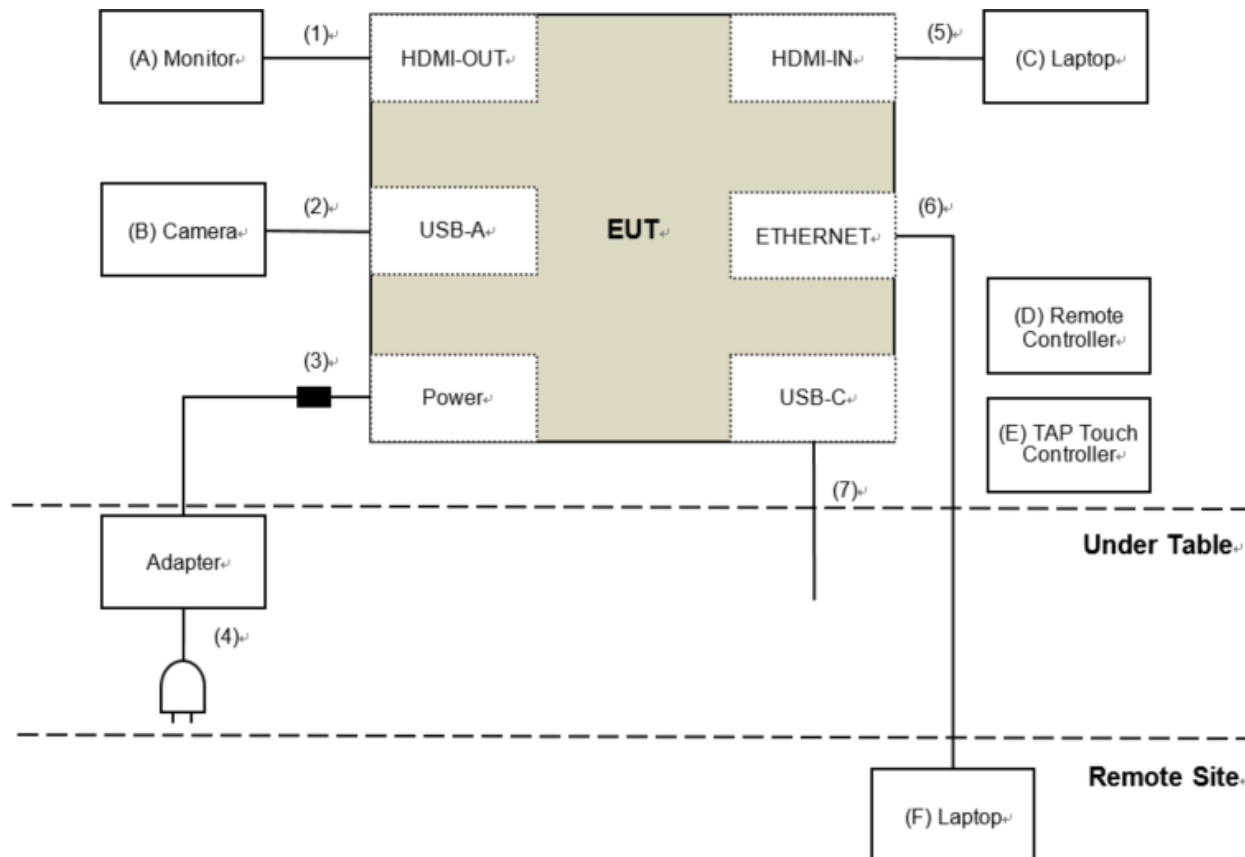 (1)
(5)
(A) Monitor
HDMI-OUT
HDMI-IN
(C) Laptop
(2)
(6)
(B) Camera
USB-A
EUT
ETHERNET
(D) Remote
Controller
(3)
Power
USB-C
(E) TAP Touch
Controller
(7)
Under Table
Adapter
(4)
Remote Site
(F) Laptop